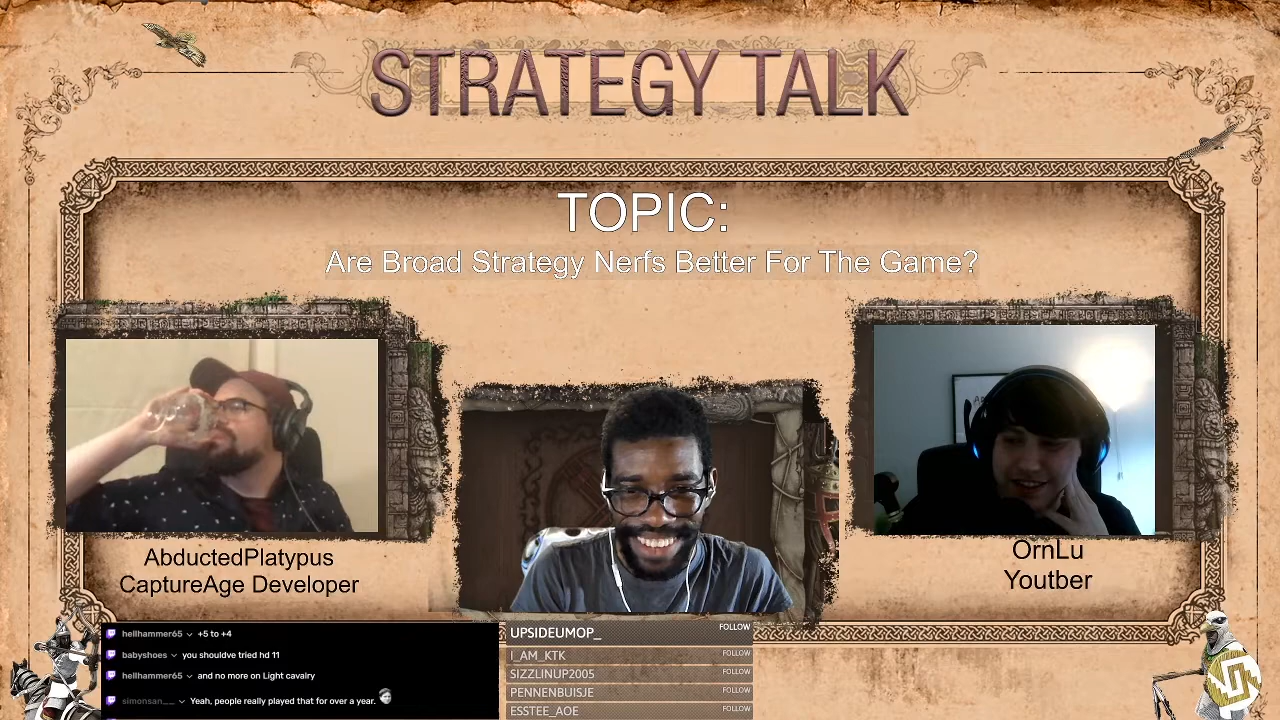 STRATEGY TALK
TOPIC:
Are Broad Strategy Nerfs Better For The Game?
AbductedPlatypus
CaptureAge Developer
OrnLu
Youtber
hellhammer65 +5 to +4
babyshoes you shouldve tried hd 11
hellhammer65 and no more on Light cavalry
simonsan__ Yeah, people really played that for over a year.
UPSIDEUMOP_ FOLLOW
I_AM_KTK FOLLOW
SIZZLINUP2005 FOLLOW
PENNENBUISJE FOLLOW
ESSTEE_AOE FOLLOW